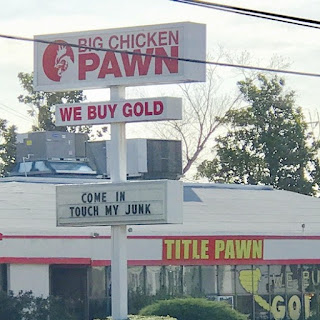 BIG CHICKEN
PAWN
WE BUY GOLD
COME IN
TOUCH MY JUNK
TITLE PAWN